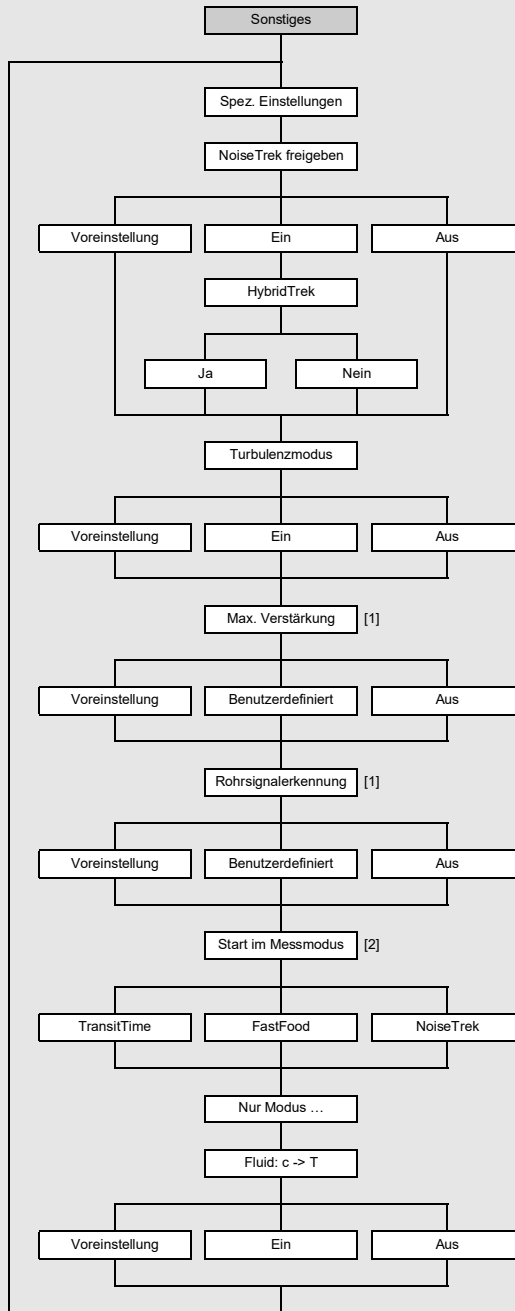 Sonstiges
Spez. Einstellungen
NoiseTrek freigeben
Voreinstellung Ein Aus
HybridTrek
Ja Nein
Turbulenzmodus
Voreinstellung Ein Aus
Max. Verstärkung [1]
Voreinstellung Benutzerdefiniert Aus
Rohrsignalerkennung [1]
Voreinstellung Benutzerdefiniert Aus
Start im Messmodus [2]
TransitTime FastFood NoiseTrek
Nur Modus …
Fluid: c -> T
Voreinstellung Ein Aus